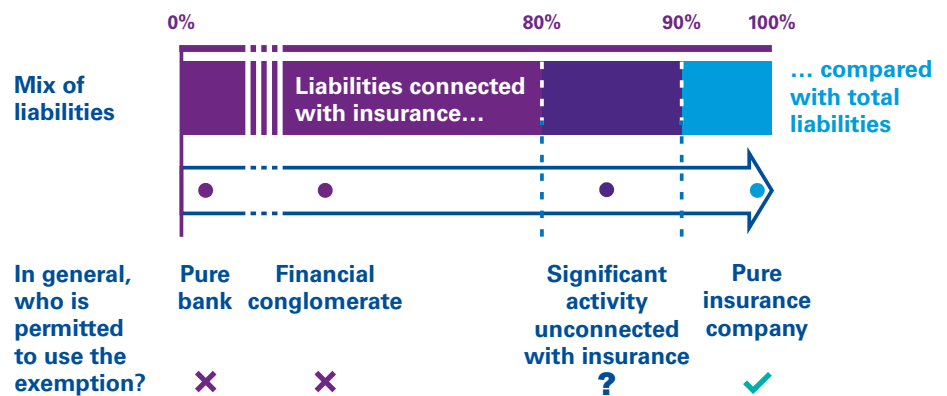 0%
80%
90%
100%
Mix of
liabilities
Liabilities connected
with insurance…
… compared
with total
liabilities
In general,
who is
permitted
to use the
exemption?
Pure
bank
Financial
conglomerate
Significant
activity
unconnected
with insurance
?
Pure
insurance
company